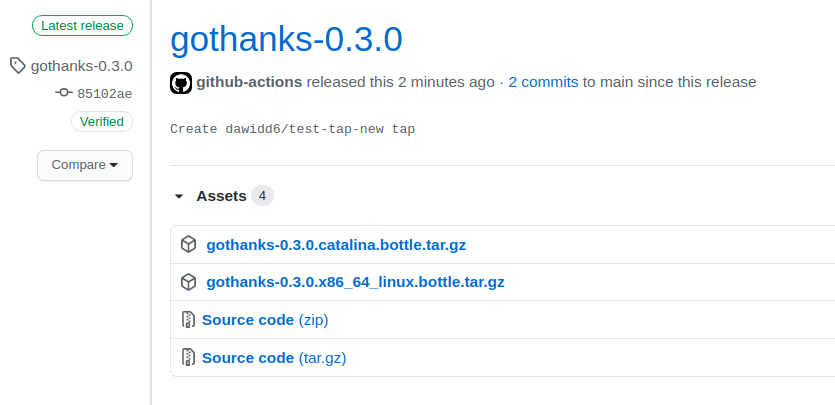 Latest release
gothanks-0.3.0
85102ae
Verified
Compare
gothanks-0.3.0
github-actions released this 2 minutes ago · 2 commits to main since this release
Create dawidd6/test-tap-new tap
Assets 4
gothanks-0.3.0.catalina.bottle.tar.gz
gothanks-0.3.0.x86_64_linux.bottle.tar.gz
Source code (zip)
Source code (tar.gz)